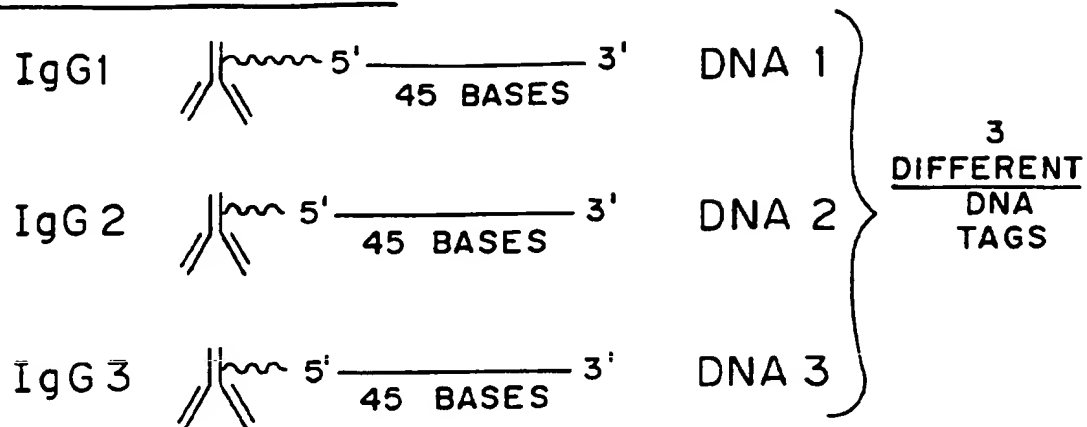 IgG1 5' 3' DNA 1
45 BASES
IgG 2 5' 3' DNA 2
45 BASES
IgG 3 5' 3' DNA 3
45 BASES
3
DIFFERENT
DNA
TAGS